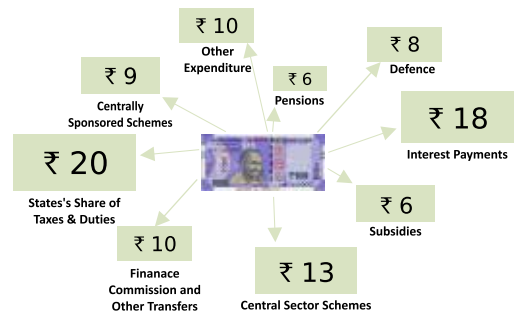 ₹ 10
Other
Expenditure
₹ 8
Defence
₹ 9
Centrally
Sponsored Schemes
₹ 6
Pensions
₹ 18
Interest Payments
₹ 20
States's Share of
Taxes & Duties
₹ 6
Subsidies
₹ 10
Finanace
Commission and
Other Transfers
₹ 13
Central Sector Schemes